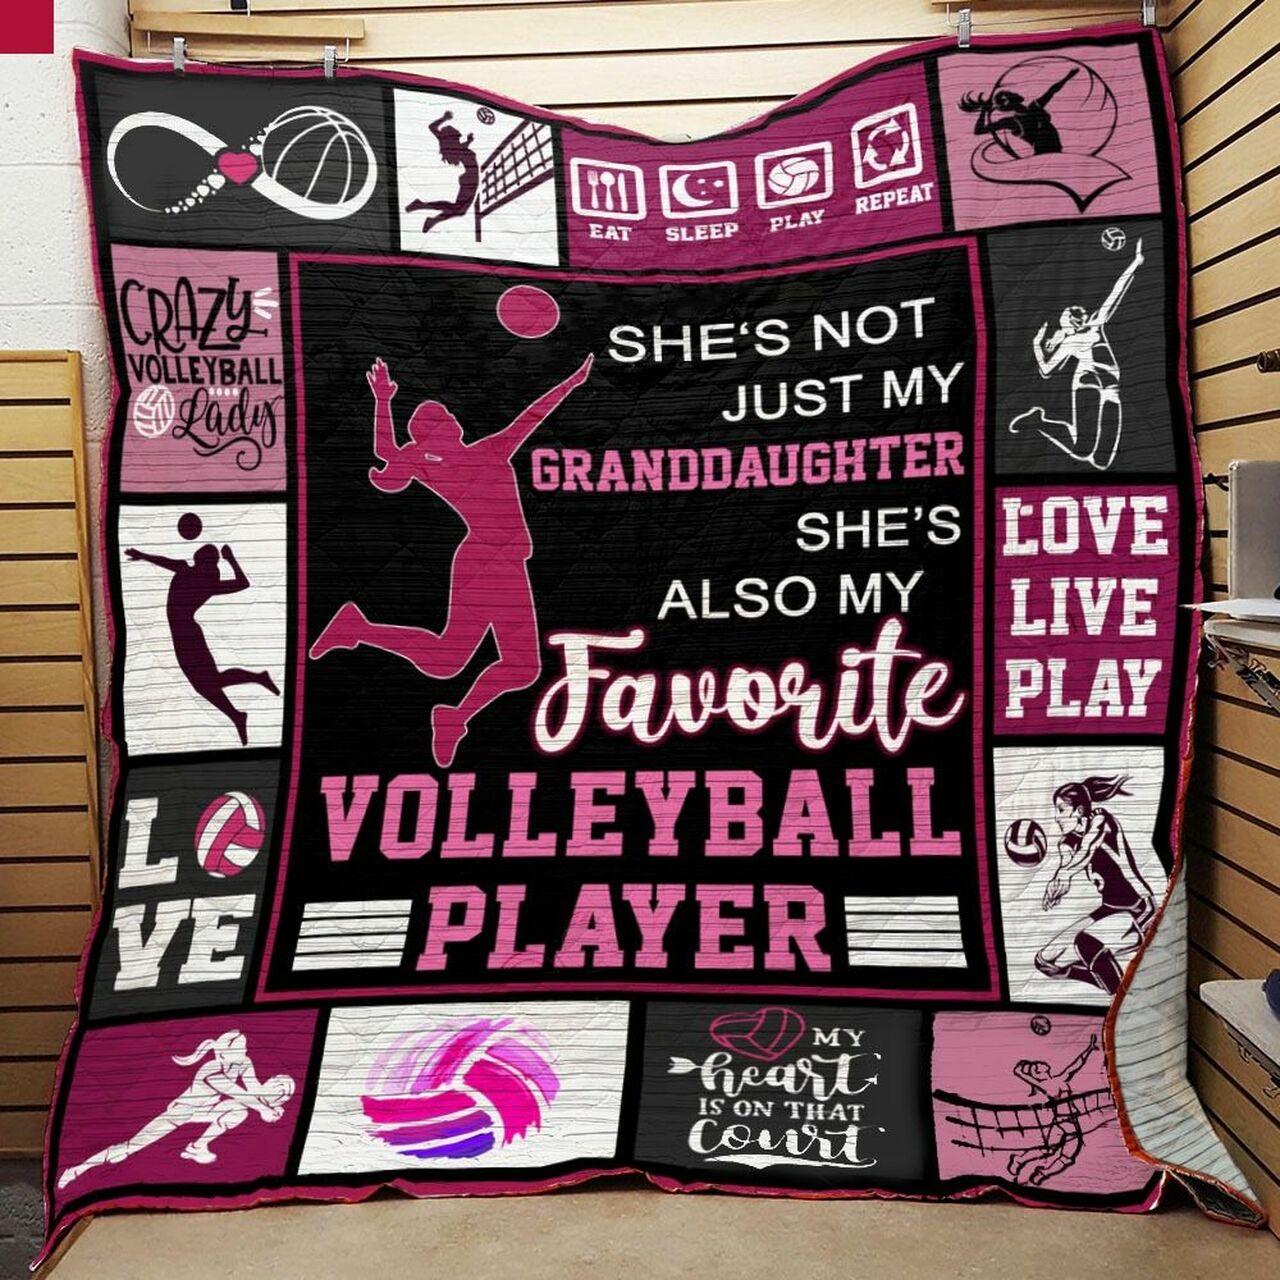 EAT
SLEEP
PLAY
REPEAT
CRAZY
VOLLEYBALL
Lady
SHE'S NOT
JUST MY
GRANDDAUGHTER
SHE'S
ALSO MY
Favorite
VOLLEYBALL
PLAYER
LOVE
LIVE
PLAY
L
VE
MY
heart
IS ON THAT
Court